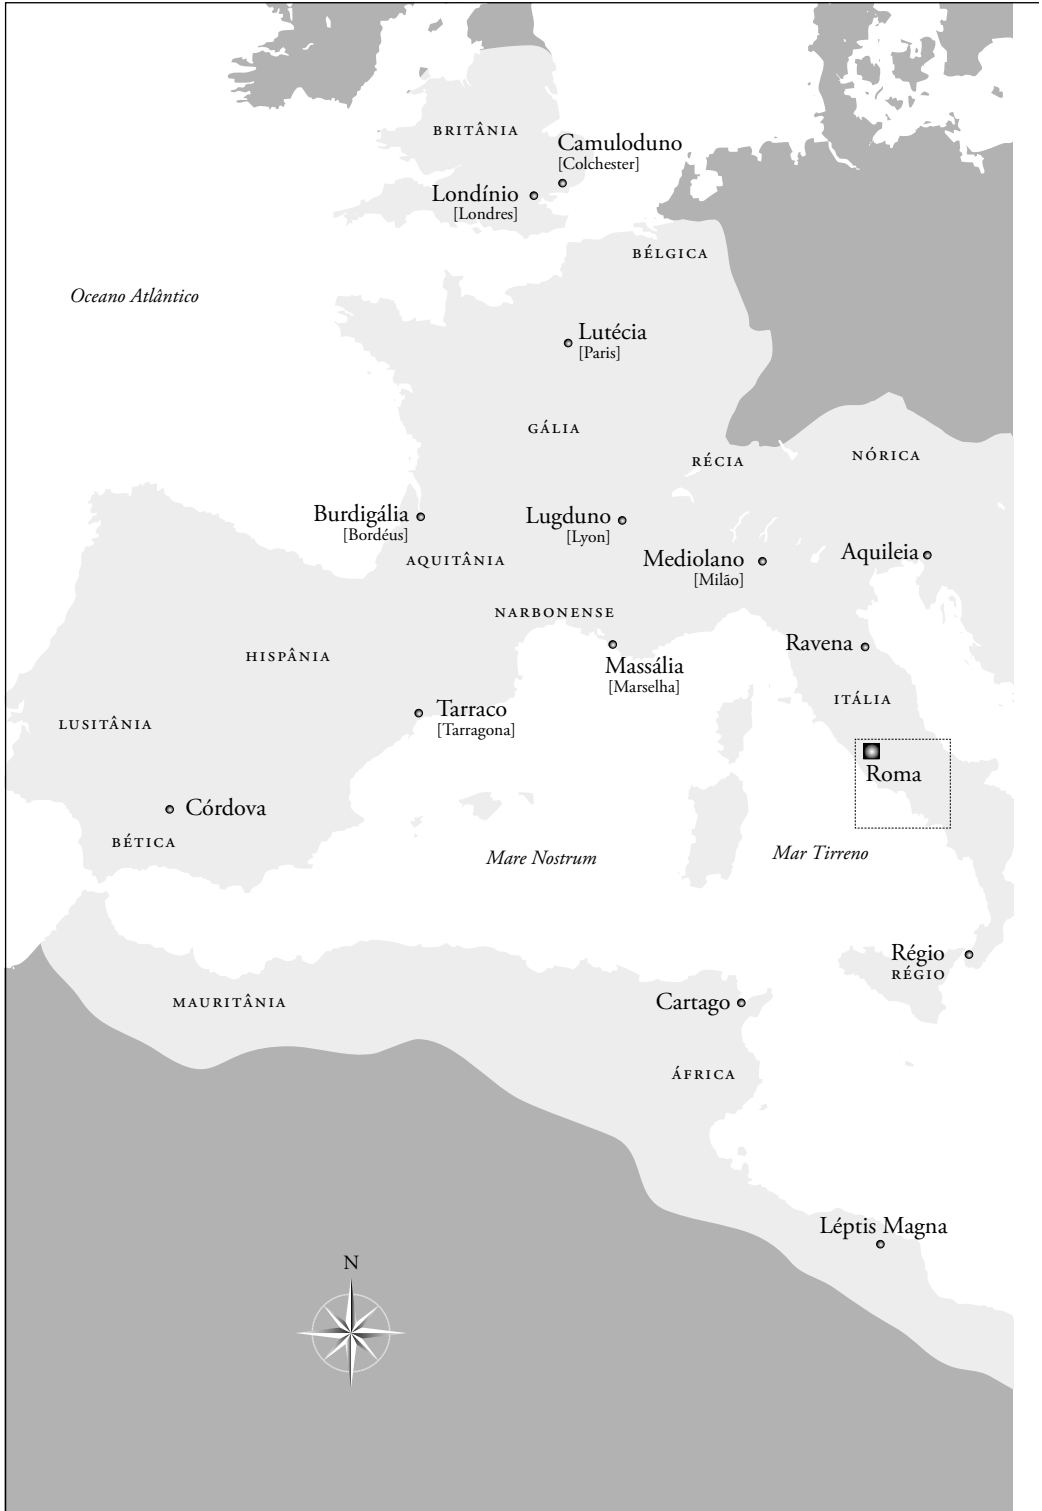 BRITÂNIA
Camuloduno
[Colchester]
Londínio
[Londres]
BÉLGICA
Oceano Atlântico
Lutécia
[Paris]
GÁLIA
RÉCIA
NÓRICA
Burdigália
[Bordéus]
Lugduno
[Lyon]
AQUITÂNIA
Mediolano
[Milão]
Aquileia
NARBONENSE
HISPÂNIA
Massália
[Marselha]
Ravena
LUSITÂNIA
Tarraco
[Tarragona]
ITÁLIA
Roma
Córdova
BÉTICA
Mare Nostrum
Mar Tirreno
Régio
RÉGIO
MAURITÂNIA
Cartago
ÁFRICA
Léptis Magna
N